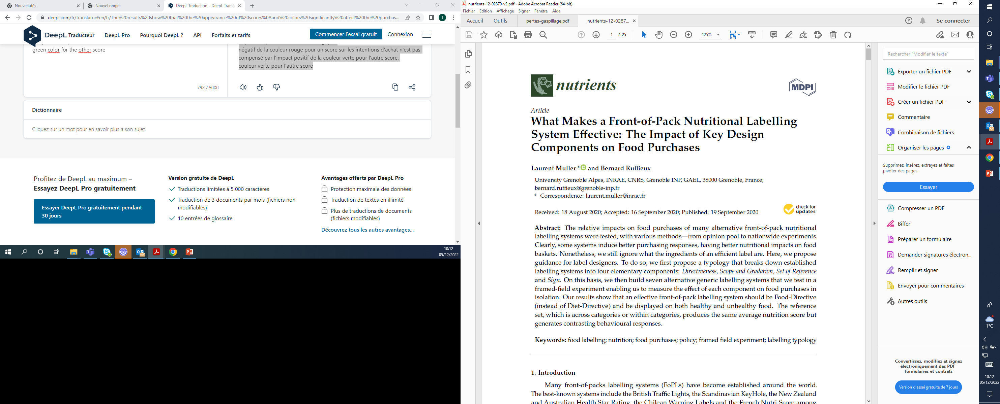 Nouveautés
Nouvel onglet
DeepL Traduction – DeepL Transl
deepl.com/fr/translator#en/fr/The%20results%20show%20that%20the%20appearance%20of%20scores%0Aand%20colors%20significantly%20affect%20the%20purchas...
DeepL Traducteur
DeepL Pro
Pourquoi DeepL ?
API
Forfaits et tarifs
Commencer l'essai gratuit
Connexion
green color for the other score
792 / 5000
négatif de la couleur rouge pour un score sur les intentions d'achat n'est pas
compensé par l'impact positif de la couleur verte pour l'autre score.
couleur verte pour l'autre score
Dictionnaire
Cliquez sur un mot pour en savoir plus à son sujet.
Profitez de DeepL au maximum –
Essayez DeepL Pro gratuitement
Essayer DeepL Pro gratuitement pendant
30 jours
Version gratuite de DeepL
Traductions limitées à 5 000 caractères
Traduction de 3 documents par mois (fichiers non
modifiables)
10 entrées de glossaire
Avantages offerts par DeepL Pro
Protection maximale des données
Traduction de textes en illimité
Plus de traductions de documents
(fichiers modifiables)
Découvrez tous les autres avantages...
10:12
05/12/2022
nutrients-12-02870-v2.pdf - Adobe Acrobat Reader (64-bit)
Fichier Edition Affichage Signer Fenêtre Aide
Accueil
Outils
pertes-gaspillage.pdf
nutrients-12-0287...
Se connecter
1 / 25
125%
nutrients
MDPI
Article
What Makes a Front-of-Pack Nutritional Labelling
System Effective: The Impact of Key Design
Components on Food Purchases
Laurent Muller * iD and Bernard Ruffieux
University Grenoble Alpes, INRAE, CNRS, Grenoble INP, GAEL, 38000 Grenoble, France;
bernard.ruffieux@grenoble-inp.fr
* Correspondence: laurent.muller@inrae.fr
Received: 18 August 2020; Accepted: 16 September 2020; Published: 19 September 2020
check for
updates
Abstract: The relative impacts on food purchases of many alternative front-of-pack nutritional
labelling systems were tested, with various methods—from opinion pool to nationwide experiments.
Clearly, some systems induce better purchasing responses, having better nutritional impacts on food
baskets. Nonetheless, we still ignore what the ingredients of an efficient label are. Here, we propose
guidance for label designers. To do so, we first propose a typology that breaks down established
labelling systems into four elementary components: Directiveness, Scope and Gradation, Set of Reference
and Sign. On this basis, we then build seven alternative generic labelling systems that we test in a
framed-field experiment enabling us to measure the effect of each component on food purchases in
isolation. Our results show that an effective front-of-pack labelling system should be Food-Directive
(instead of Diet-Directive) and be displayed on both healthy and unhealthy food. The reference
set, which is across categories or within categories, produces the same average nutrition score but
generates contrasting behavioural responses.
Keywords: food labelling; nutrition; food purchases; policy; framed field experiment; labelling typology
1. Introduction
Many front-of-packs labelling systems (FoPLs) have become established around the world.
The best-known systems include the British Traffic Lights, the Scandinavian KeyHole, the New Zealand
and Australian Health Star Rating, the Chilean Warning Labels and the French Nutri-Score among
Rechercher "Modifier le texte"
Exporter un fichier PDF
Modifier le fichier PDF
Créer un fichier PDF
Commentaire
Combinaison de fichiers
Organiser les pages
Supprimez, insérez, extrayez et faites
pivoter des pages.
Essayer
Compresser un PDF
Biffer
Préparer un formulaire
Demander signatures électron...
Remplir et signer
Envoyer pour commentaires
Autres outils
Convertissez, modifiez et signez
électroniquement des PDF
formulaires et contrats
Version d'essai gratuite de 7 jours
1°C
10:12
05/12/2022